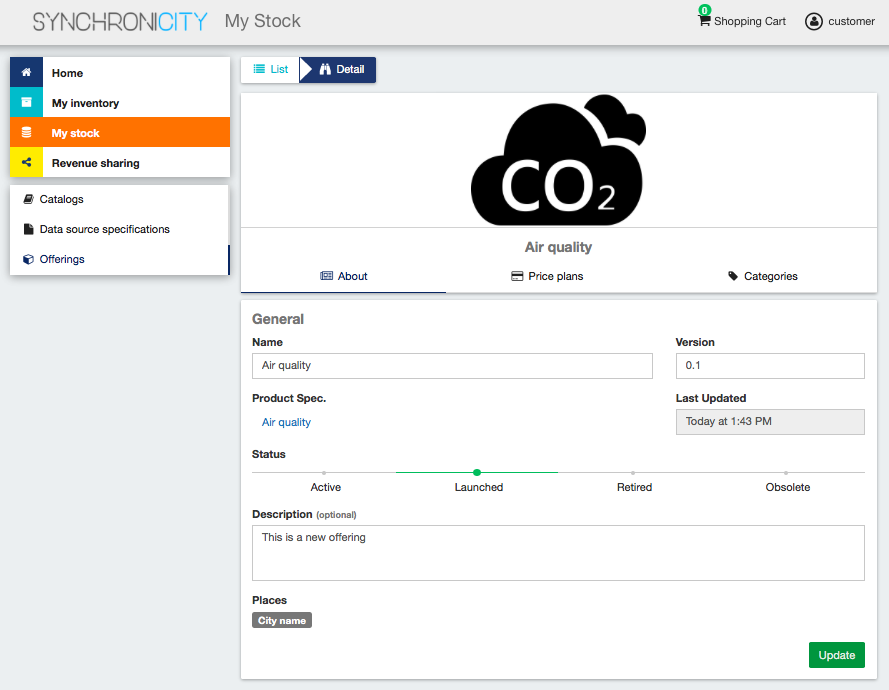 SYNCHRONICITY My Stock
0
Shopping Cart
customer
Home
My inventory
My stock
Revenue sharing
Catalogs
Data source specifications
Offerings
List
Detail
CO2
Air quality
About
Price plans
Categories
General
Name
Version
Air quality
0.1
Product Spec.
Last Updated
Air quality
Today at 1:43 PM
Status
Active
Launched
Retired
Obsolete
Description (optional)
This is a new offering
Places
City name
Update